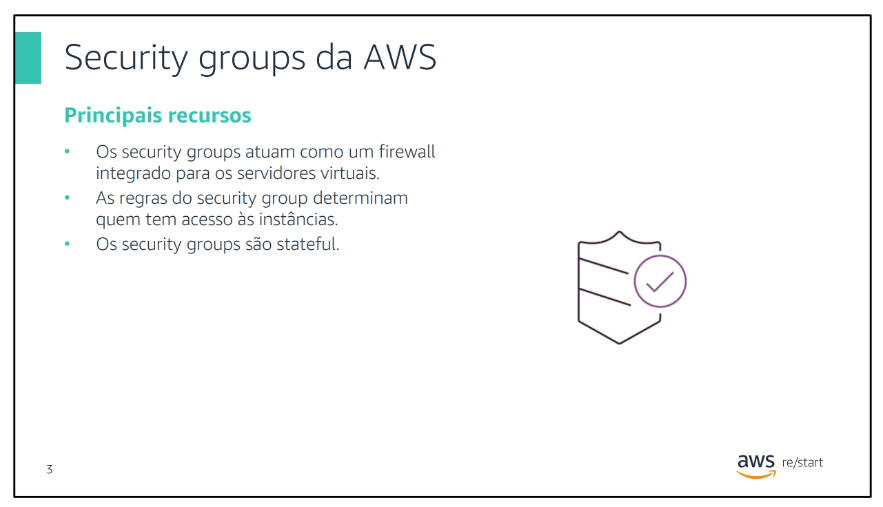 Security groups da AWS
Principais recursos
• Os security groups atuam como um firewall
integrado para os servidores virtuais.
• As regras do security group determinam
quem tem acesso às instâncias.
• Os security groups são stateful.
3
aws re/start